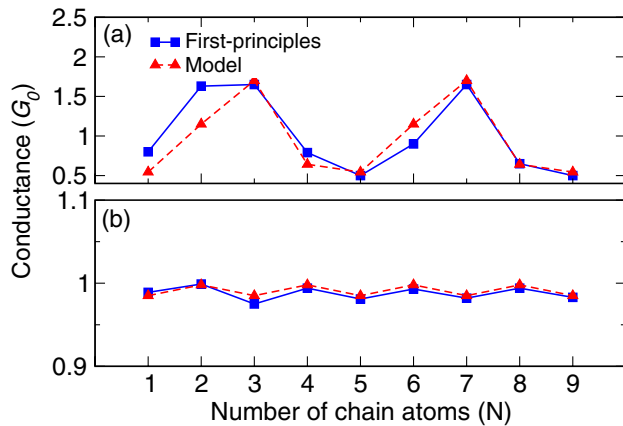 (a)
First-principles
Model
2.5
2
1.5
1
0.5
Conductance (G0)
(b)
1.1
1
0.9
1 2 3 4 5 6 7 8 9
Number of chain atoms (N)